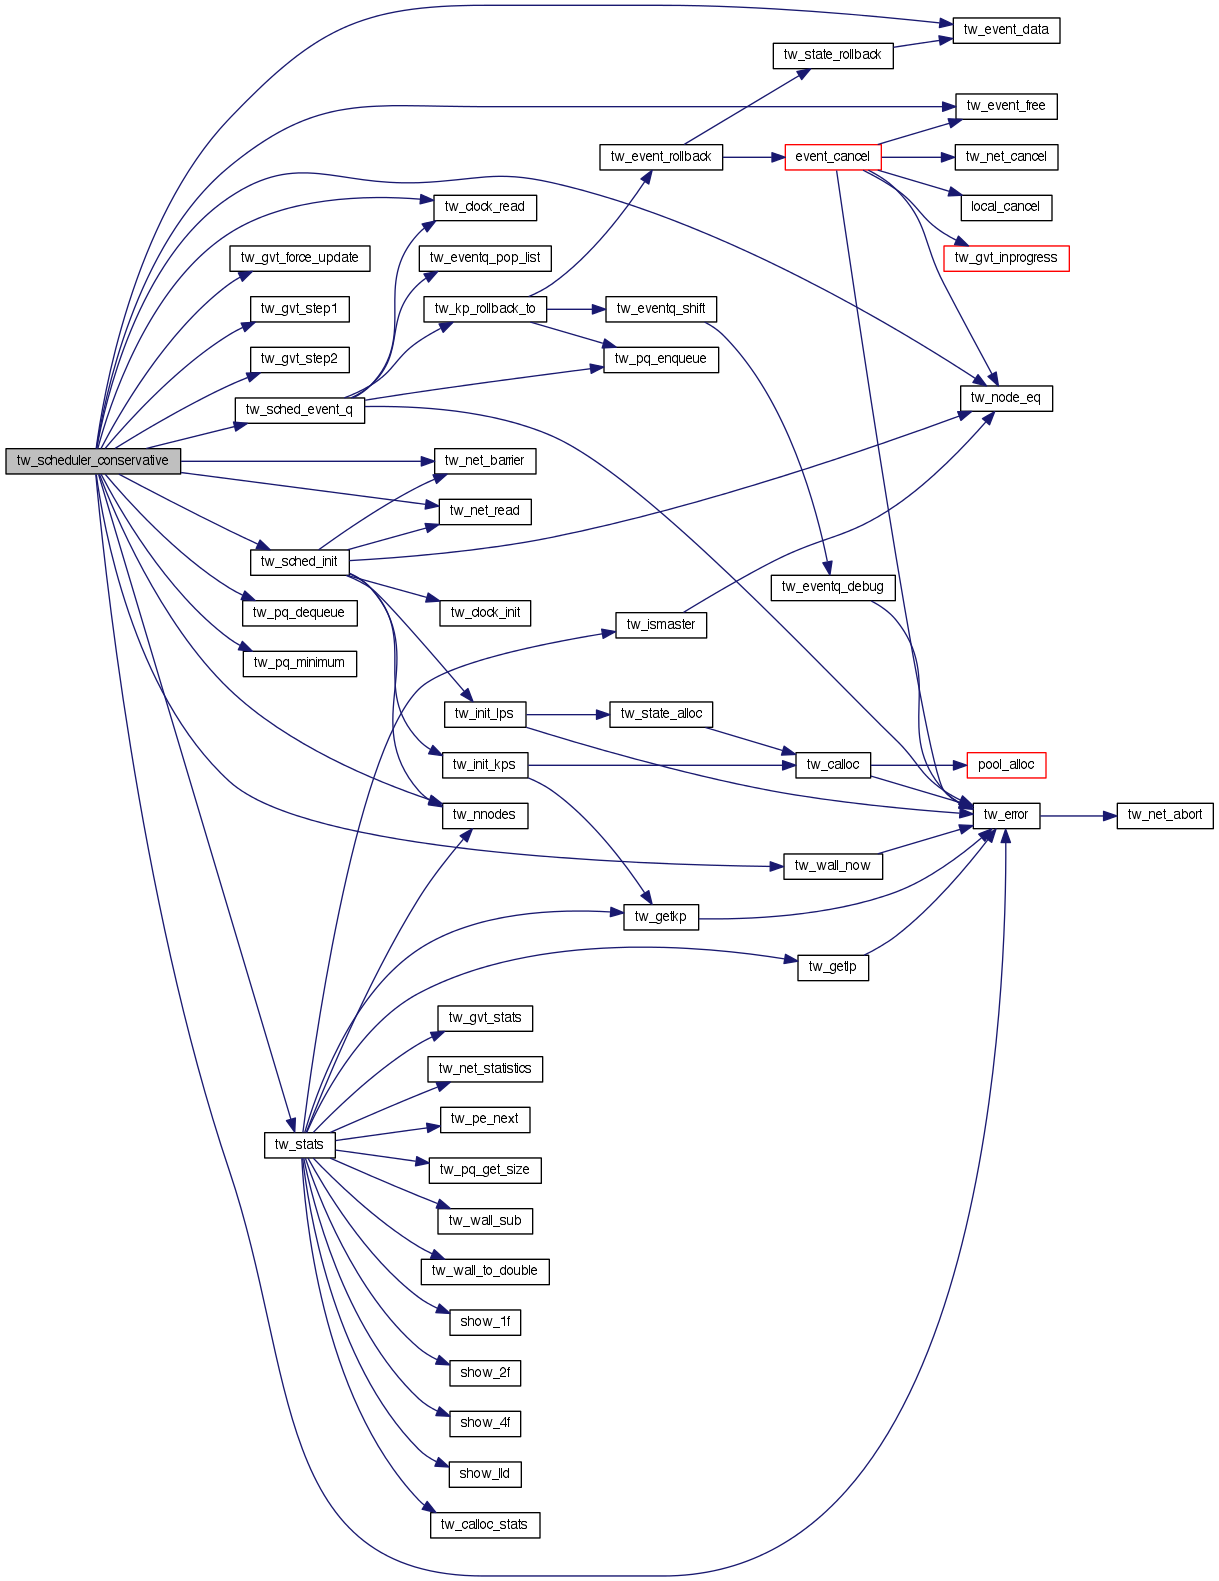 tw_event_data
tw_state_rollback
tw_event_free
tw_event_rollback
event_cancel
tw_net_cancel
tw_clock_read
local_cancel
tw_gvt_force_update
tw_eventq_pop_list
tw_gvt_inprogress
tw_gvt_step1
tw_kp_rollback_to
tw_eventq_shift
tw_gvt_step2
tw_pq_enqueue
tw_sched_event_q
tw_node_eq
tw_scheduler_conservative
tw_net_barrier
tw_net_read
tw_sched_init
tw_eventq_debug
tw_pq_dequeue
tw_clock_init
tw_ismaster
tw_pq_minimum
tw_init_lps
tw_state_alloc
tw_init_kps
tw_calloc
pool_alloc
tw_nnodes
tw_error
tw_net_abort
tw_wall_now
tw_getkp
tw_getlp
tw_gvt_stats
tw_net_statistics
tw_pe_next
tw_stats
tw_pq_get_size
tw_wall_sub
tw_wall_to_double
show_1f
show_2f
show_4f
show_lld
tw_calloc_stats